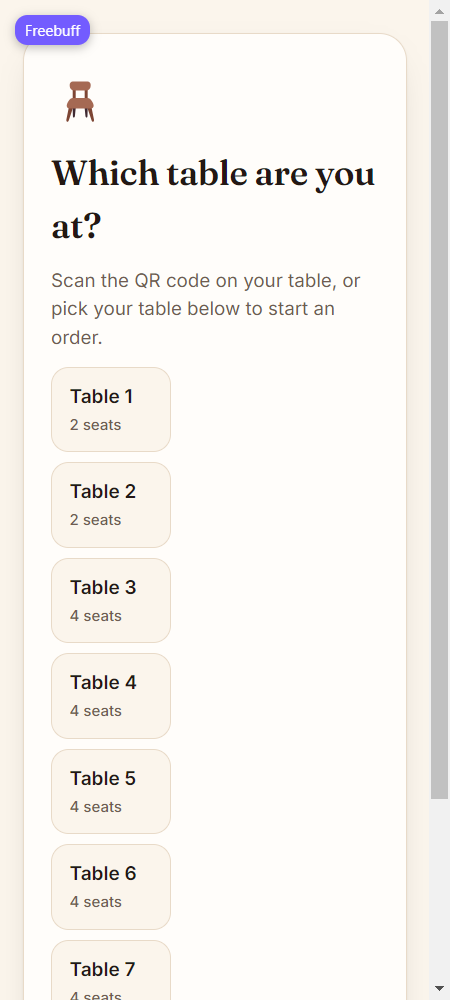 Freebuff
Which table are you
at?
Scan the QR code on your table, or
pick your table below to start an
order.
Table 1
2 seats
Table 2
2 seats
Table 3
4 seats
Table 4
4 seats
Table 5
4 seats
Table 6
4 seats
Table 7
4 seats